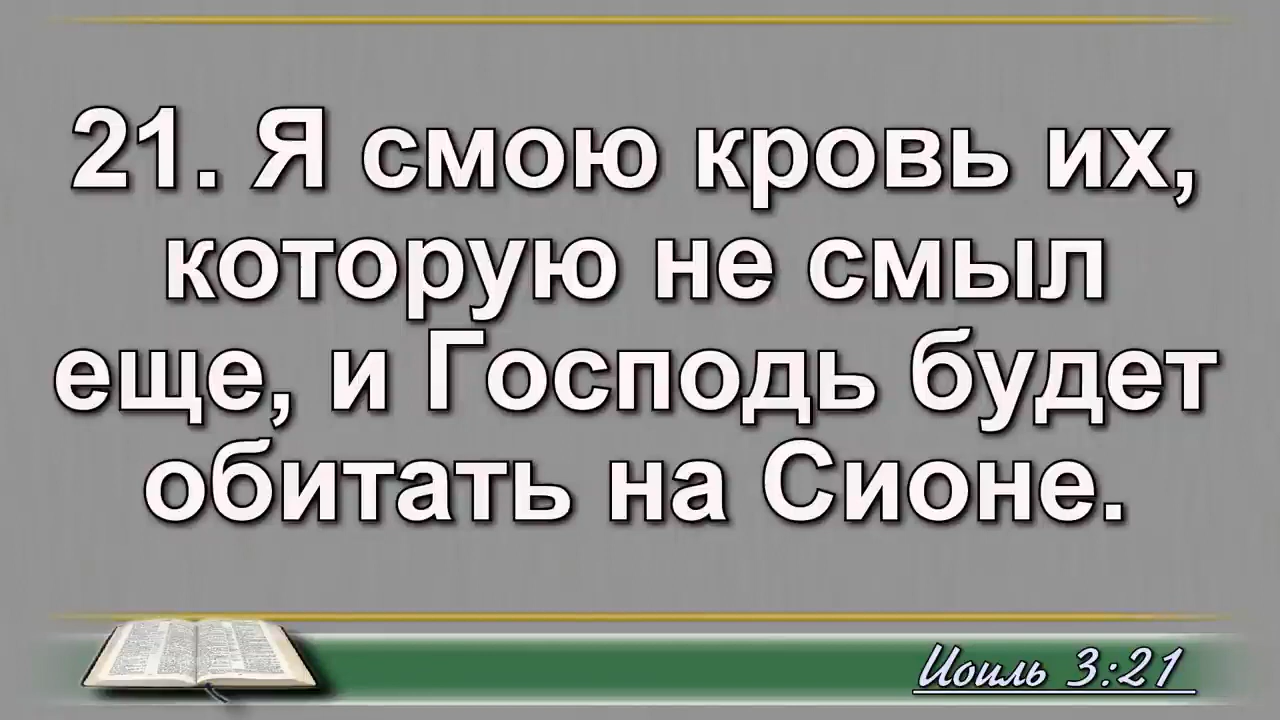 21. Я смою кровь их,
которую не смыл
еще, и Господь будет
обитать на Сионе.
Иоиль 3:21